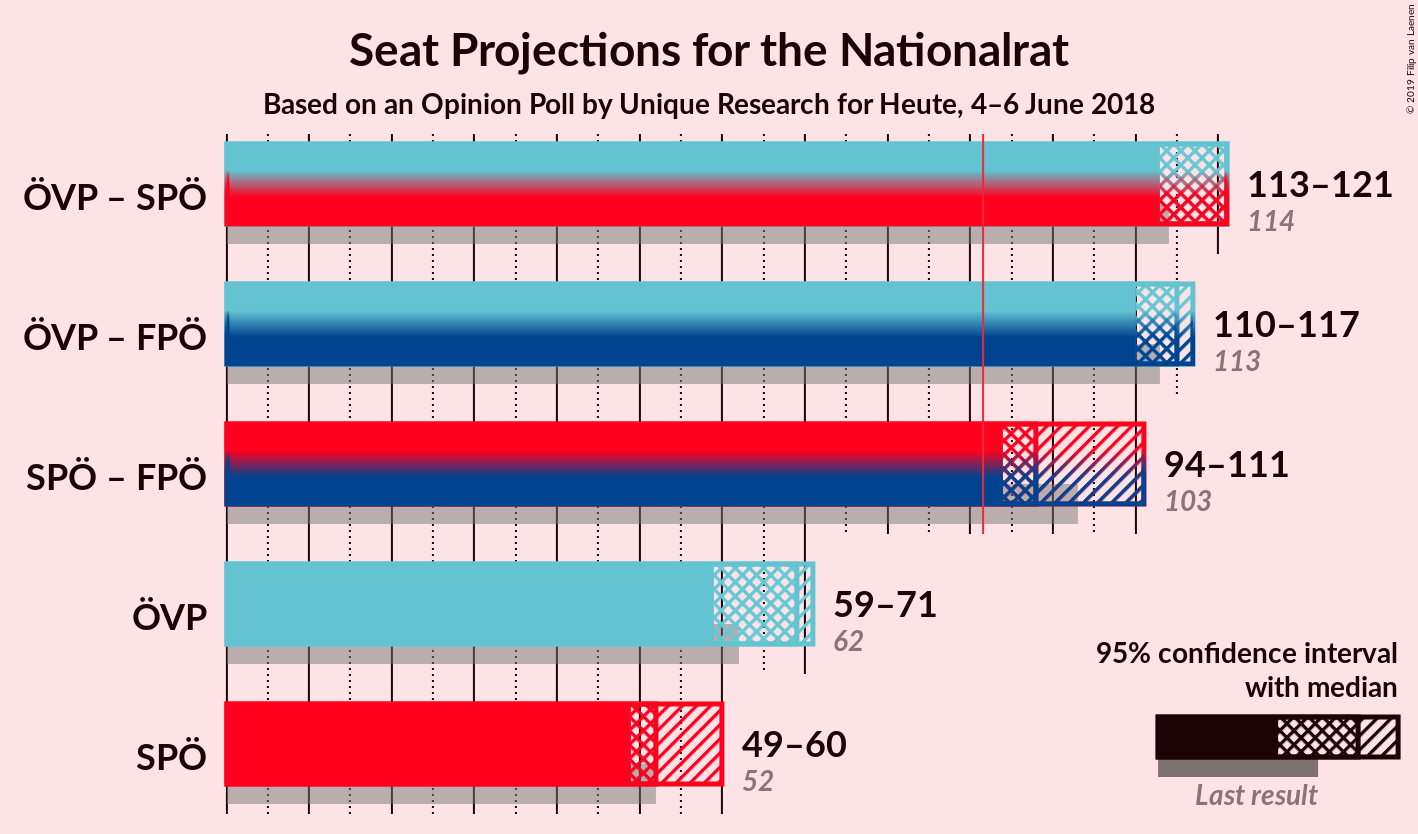 Seat Projections for the Nationalrat
Based on an Opinion Poll by Unique Research for Heute, 4–6 June 2018
© 2019 Filip van Laenen
ÖVP – SPÖ
113–121
114
ÖVP – FPÖ
110–117
113
SPÖ – FPÖ
94–111
103
ÖVP
59–71
62
SPÖ
49–60
52
95% confidence interval
with median
Last result